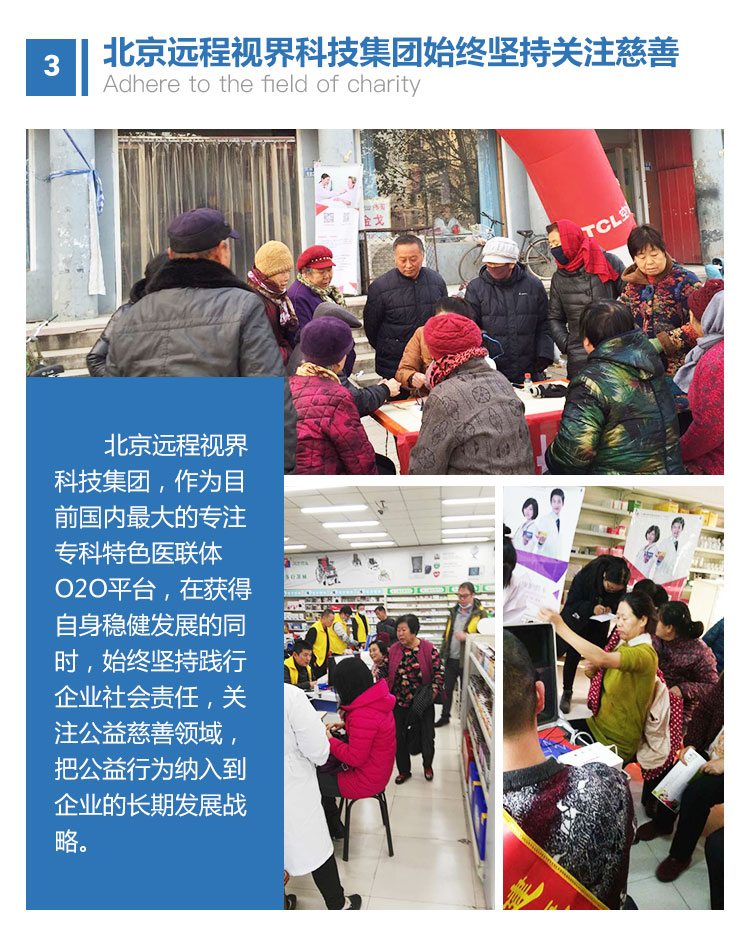 3
北京远程视界科技集团始终坚持关注慈善
Adhere to the field of charity
TCL空
北京远程视界
科技集团，作为目
前国内最大的专注
专科特色医联体
O2O平台，在获得
自身稳健发展的同
时，始终坚持践行
企业社会责任，关
注公益慈善领域，
把公益行为纳入到
企业的长期发展战
略。